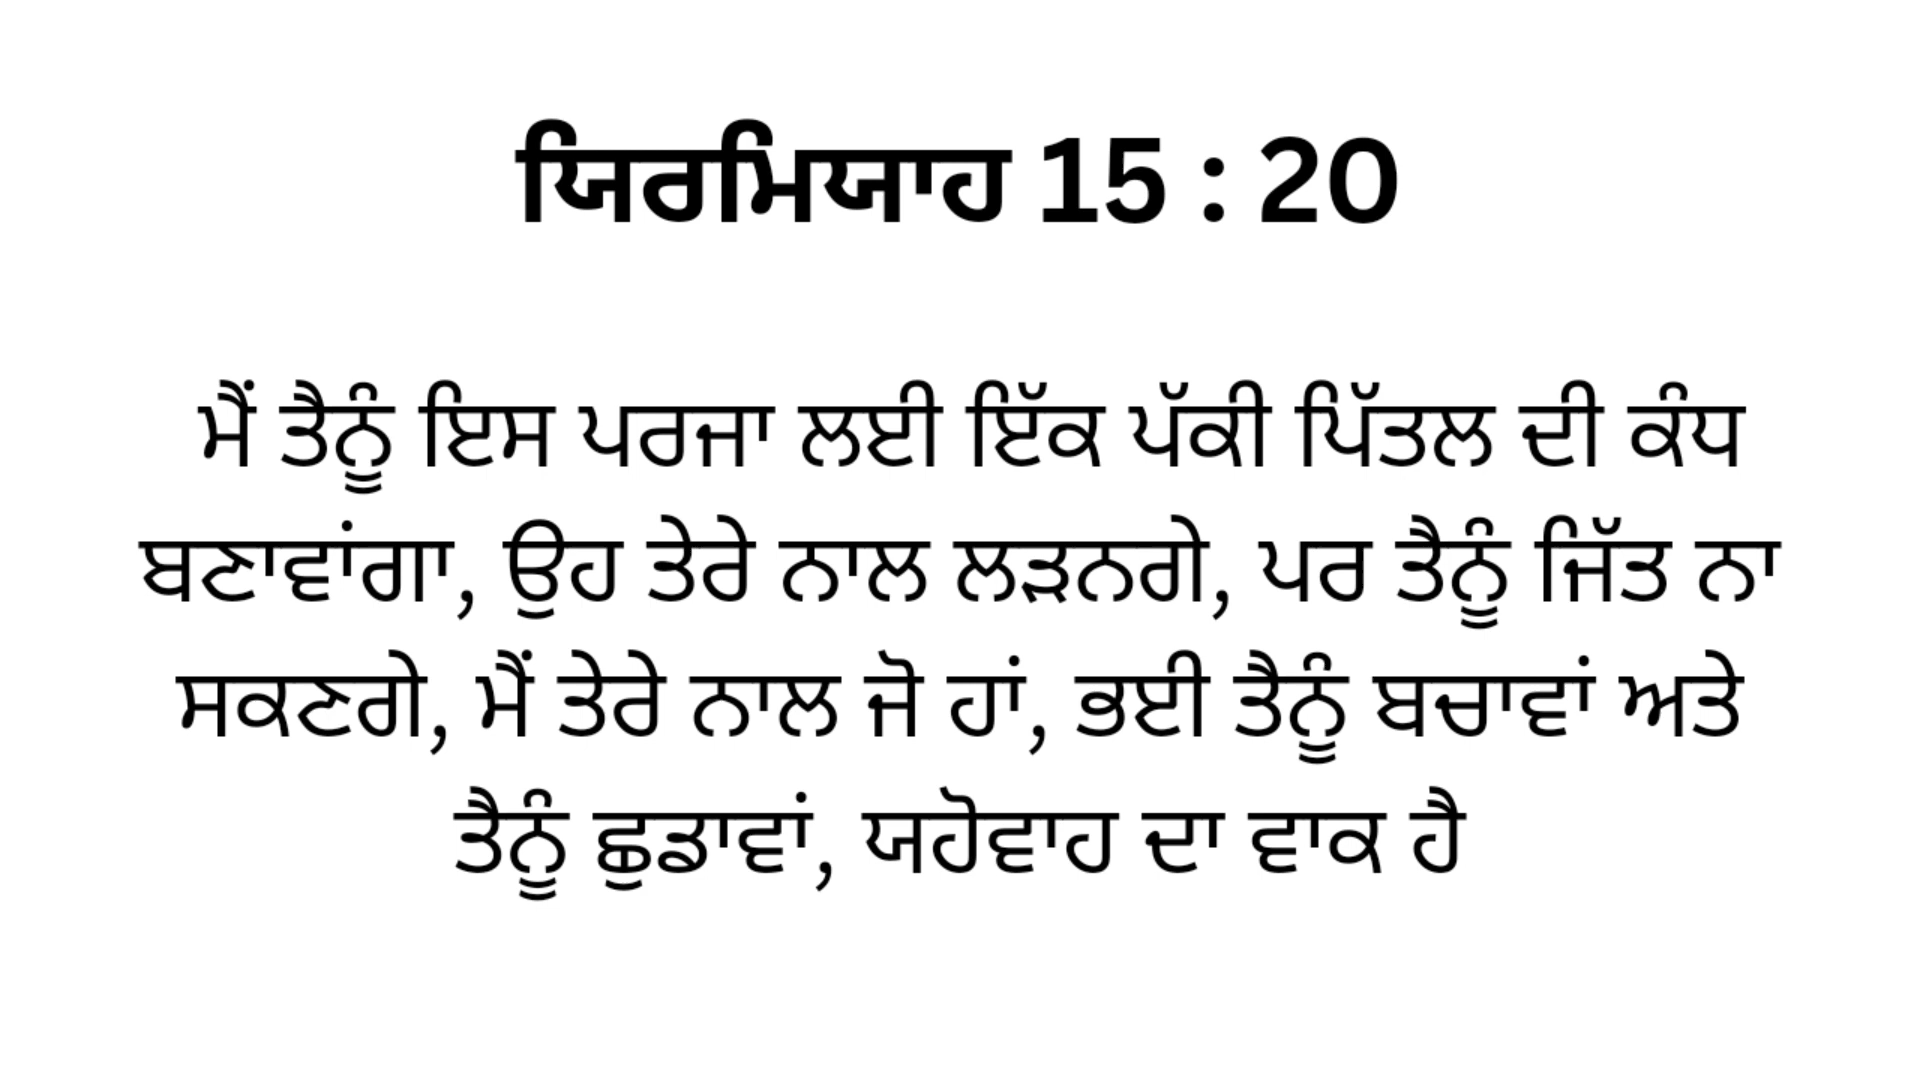 ਯਿਰਮਿਯਾਹ 15 : 20
ਮੈਂ ਤੈਨੂੰ ਇਸ ਪਰਜਾ ਲਈ ਇੱਕ ਪੱਕੀ ਪਿੱਤਲ ਦੀ ਕੰਧ
ਬਣਾਵਾਂਗਾ, ਉਹ ਤੇਰੇ ਨਾਲ ਲੜਨਗੇ, ਪਰ ਤੈਨੂੰ ਜਿੱਤ ਨਾ
ਸਕਣਗੇ, ਮੈਂ ਤੇਰੇ ਨਾਲ ਜੋ ਹਾਂ, ਭਈ ਤੈਨੂੰ ਬਚਾਵਾਂ ਅਤੇ
ਤੈਨੂੰ ਛੁਡਾਵਾਂ, ਯਹੋਵਾਹ ਦਾ ਵਾਕ ਹੈ